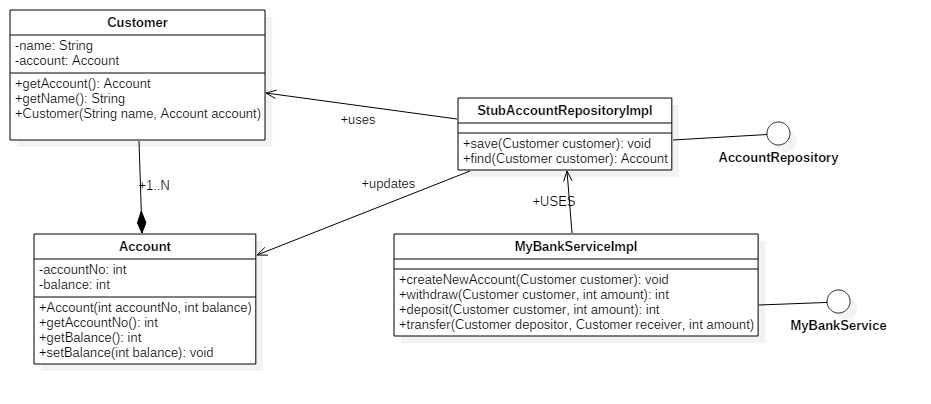 Customer
-name: String
-account: Account
+getAccount(): Account
+getName(): String
+Customer(String name, Account account)
+uses
StubAccountRepositoryImpl
+save(Customer customer): void
+find(Customer customer): Account
AccountRepository
+1..N
+updates
+USES
Account
-accountNo: int
-balance: int
+Account(int accountNo, int balance)
+getAccountNo(): int
+getBalance(): int
+setBalance(int balance): void
MyBankServiceImpl
+createNewAccount(Customer customer): void
+withdraw(Customer customer, int amount): int
+deposit(Customer customer, int amount): int
+transfer(Customer depositor, Customer receiver, int amount)
MyBankService